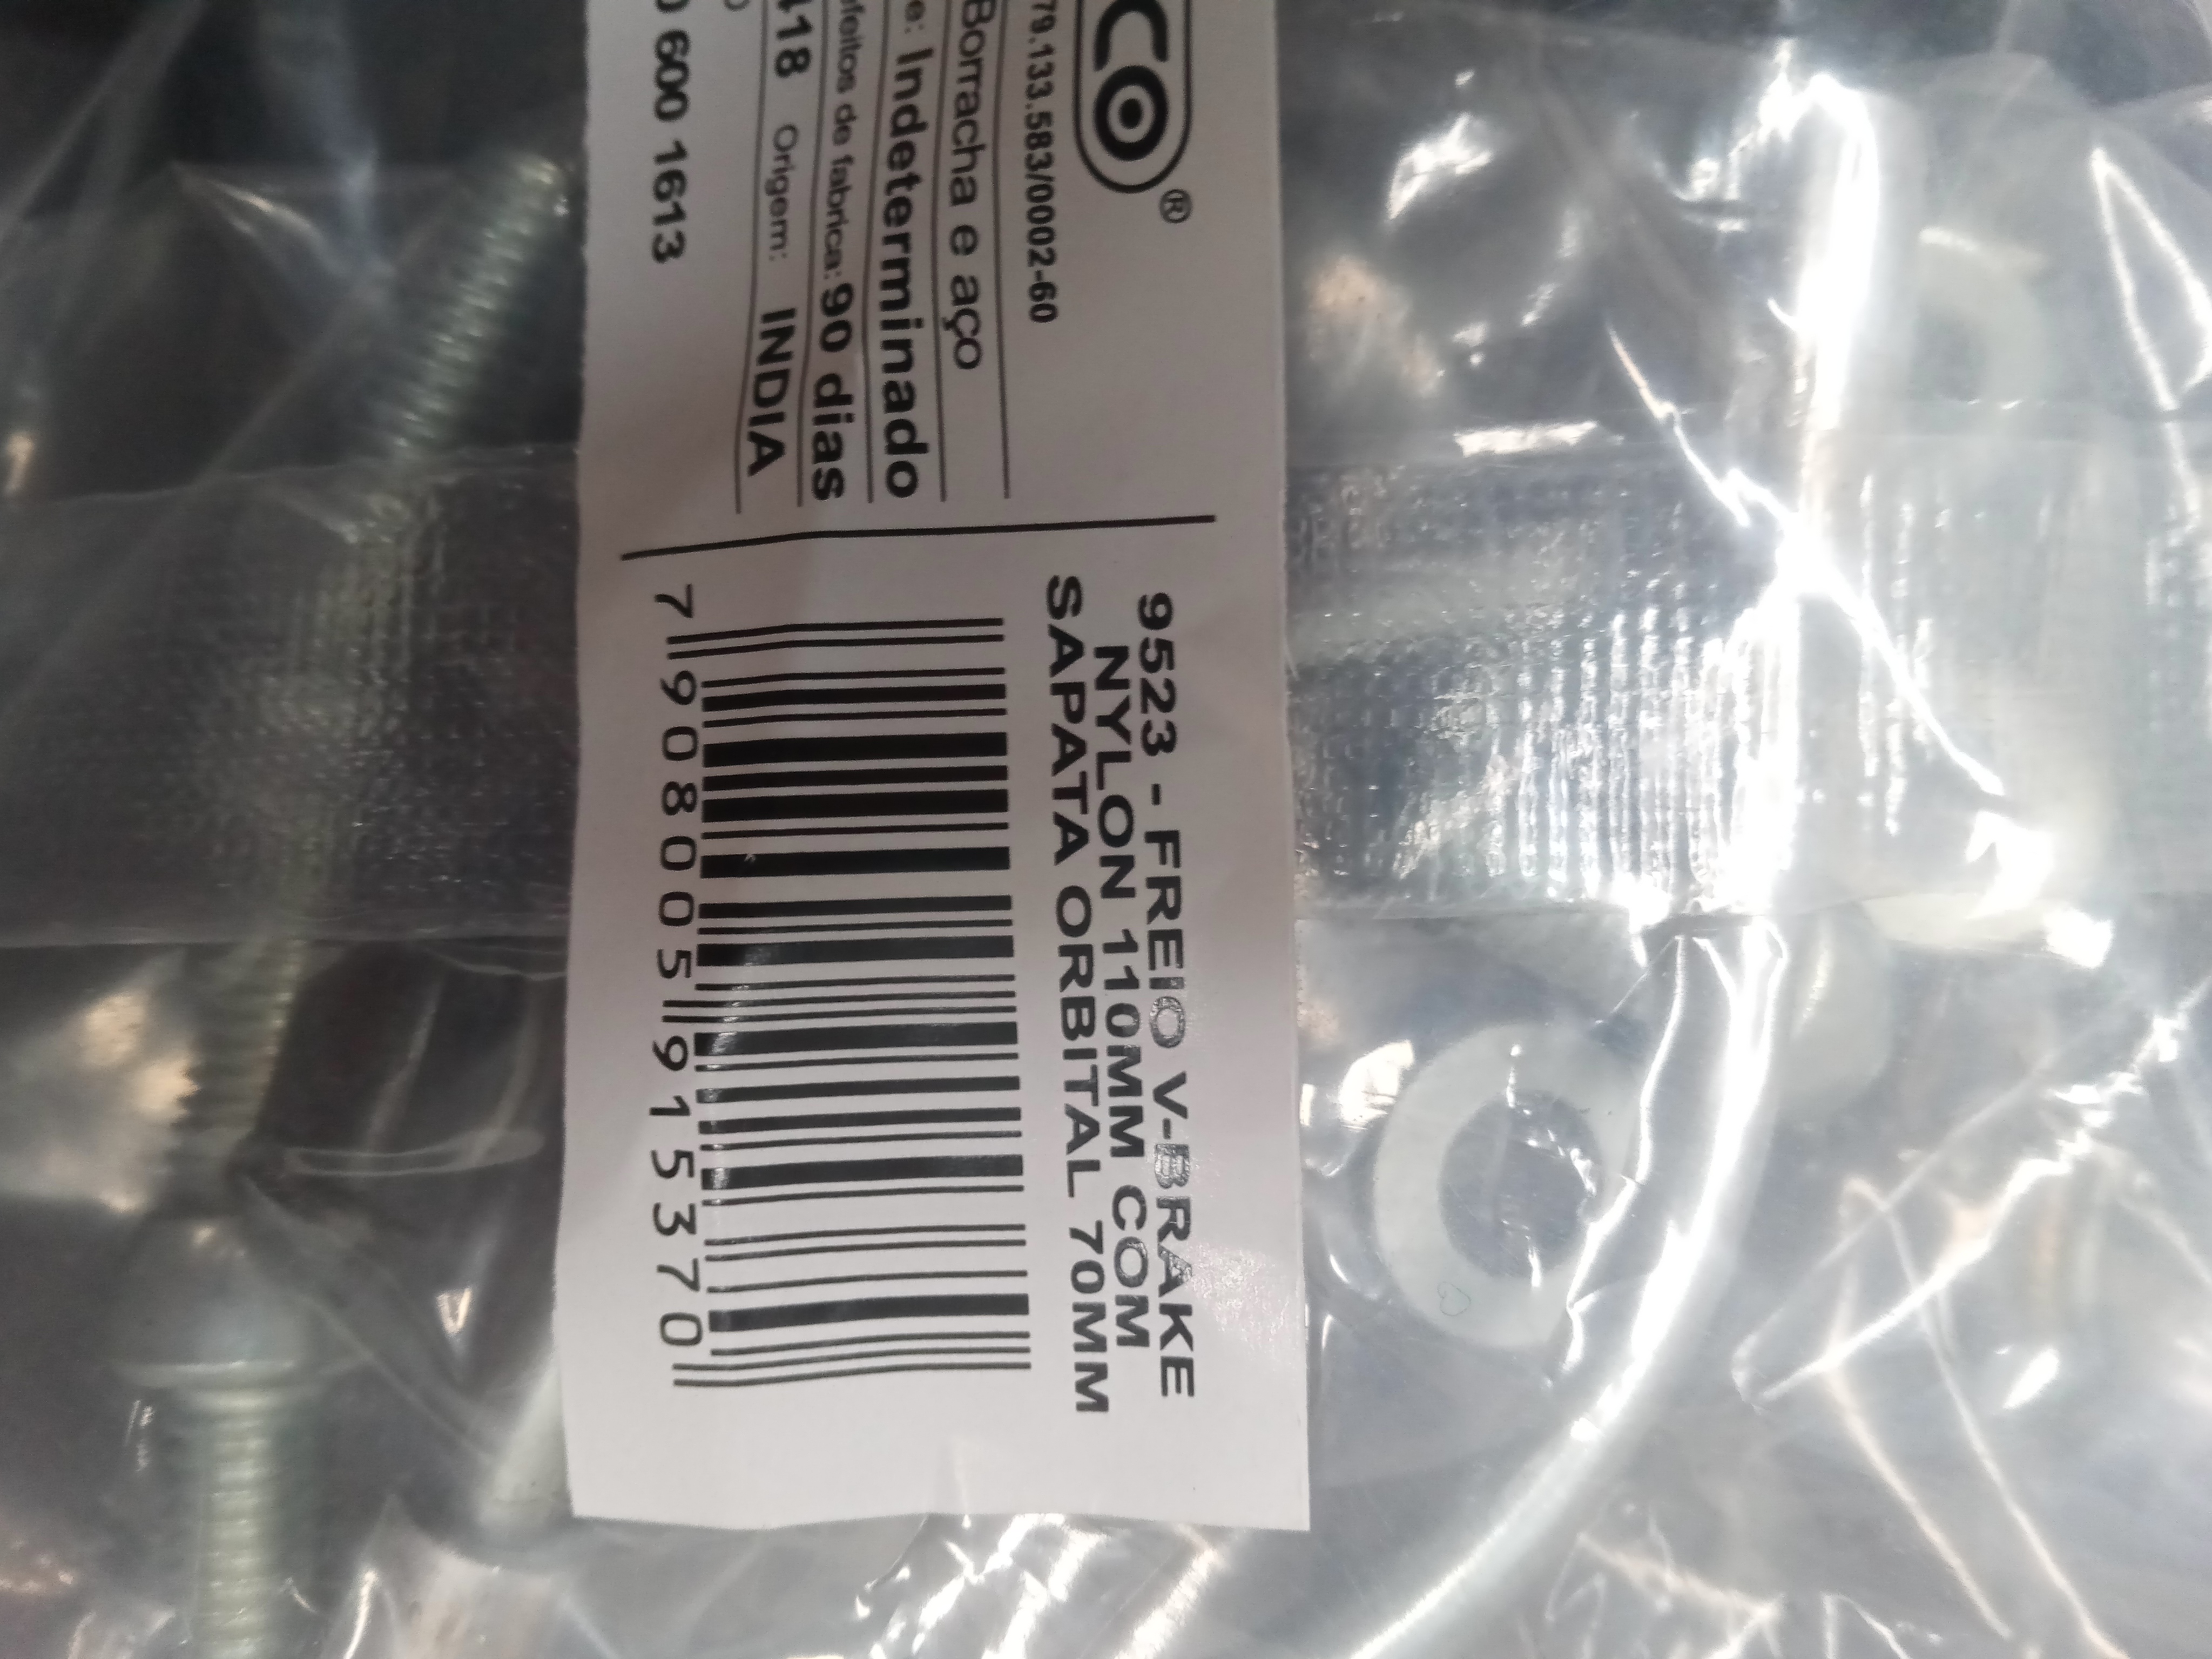 CO®
79.133.583/0002-60
Borracha e aço
e: Indeterminado
feitos de fabrica: 90 dias
418 Origem: INDIA
0 600 1613
9523 - FREIO V-BRAKE
NYLON 110MM COM
SAPATA ORBITAL 70MM
7 908005 915370